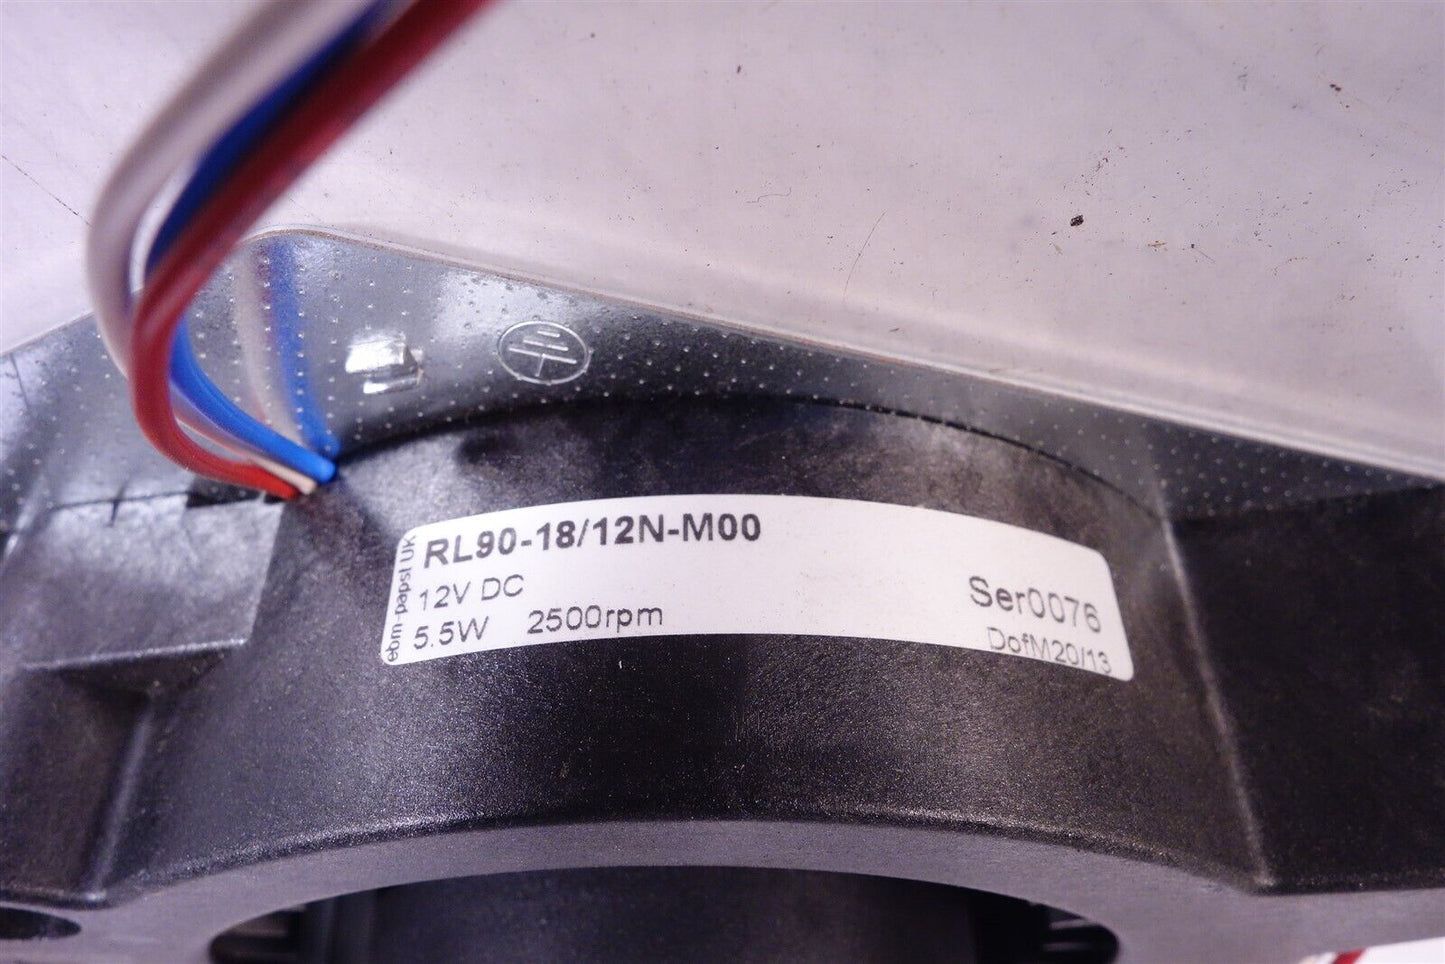 ebm-papst UK
RL90-18/12N-M00
12V DC
5.5W 2500rpm
Ser0076
DofM20/13